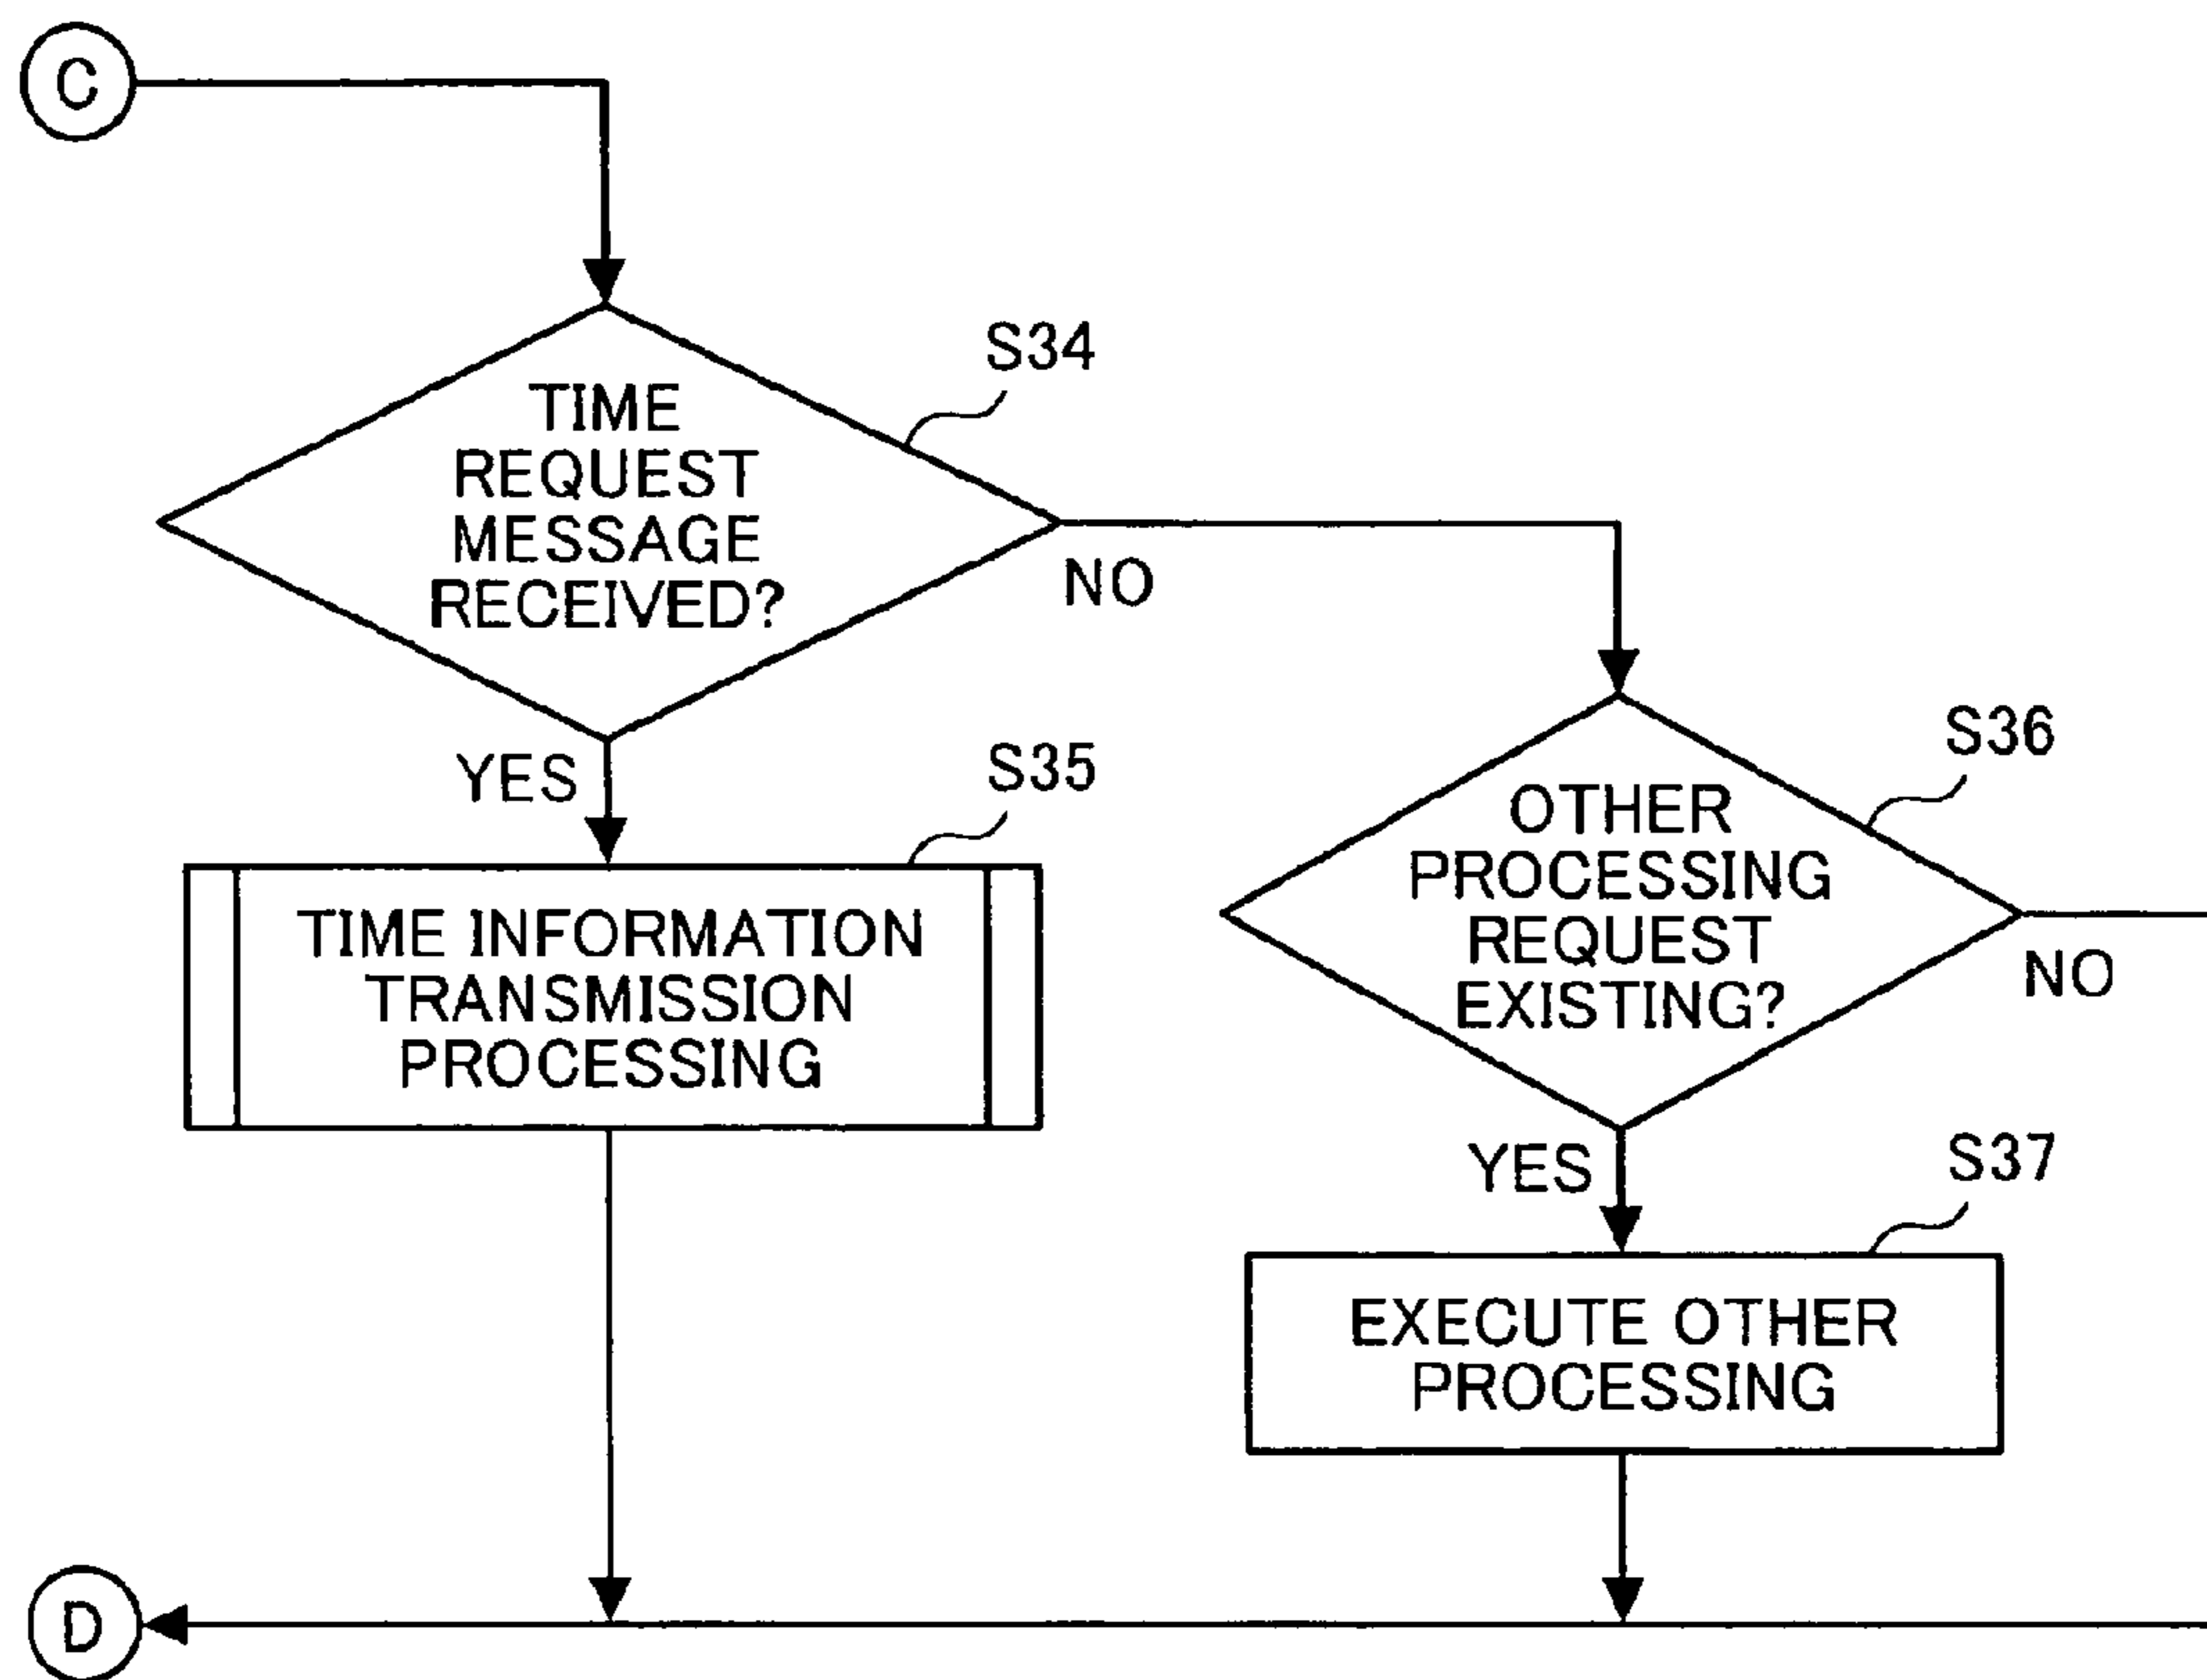 C
S34
TIME
REQUEST
MESSAGE
RECEIVED?
NO
YES
S35
TIME INFORMATION
TRANSMISSION
PROCESSING
S36
OTHER
PROCESSING
REQUEST
EXISTING?
NO
YES
S37
EXECUTE OTHER
PROCESSING
D